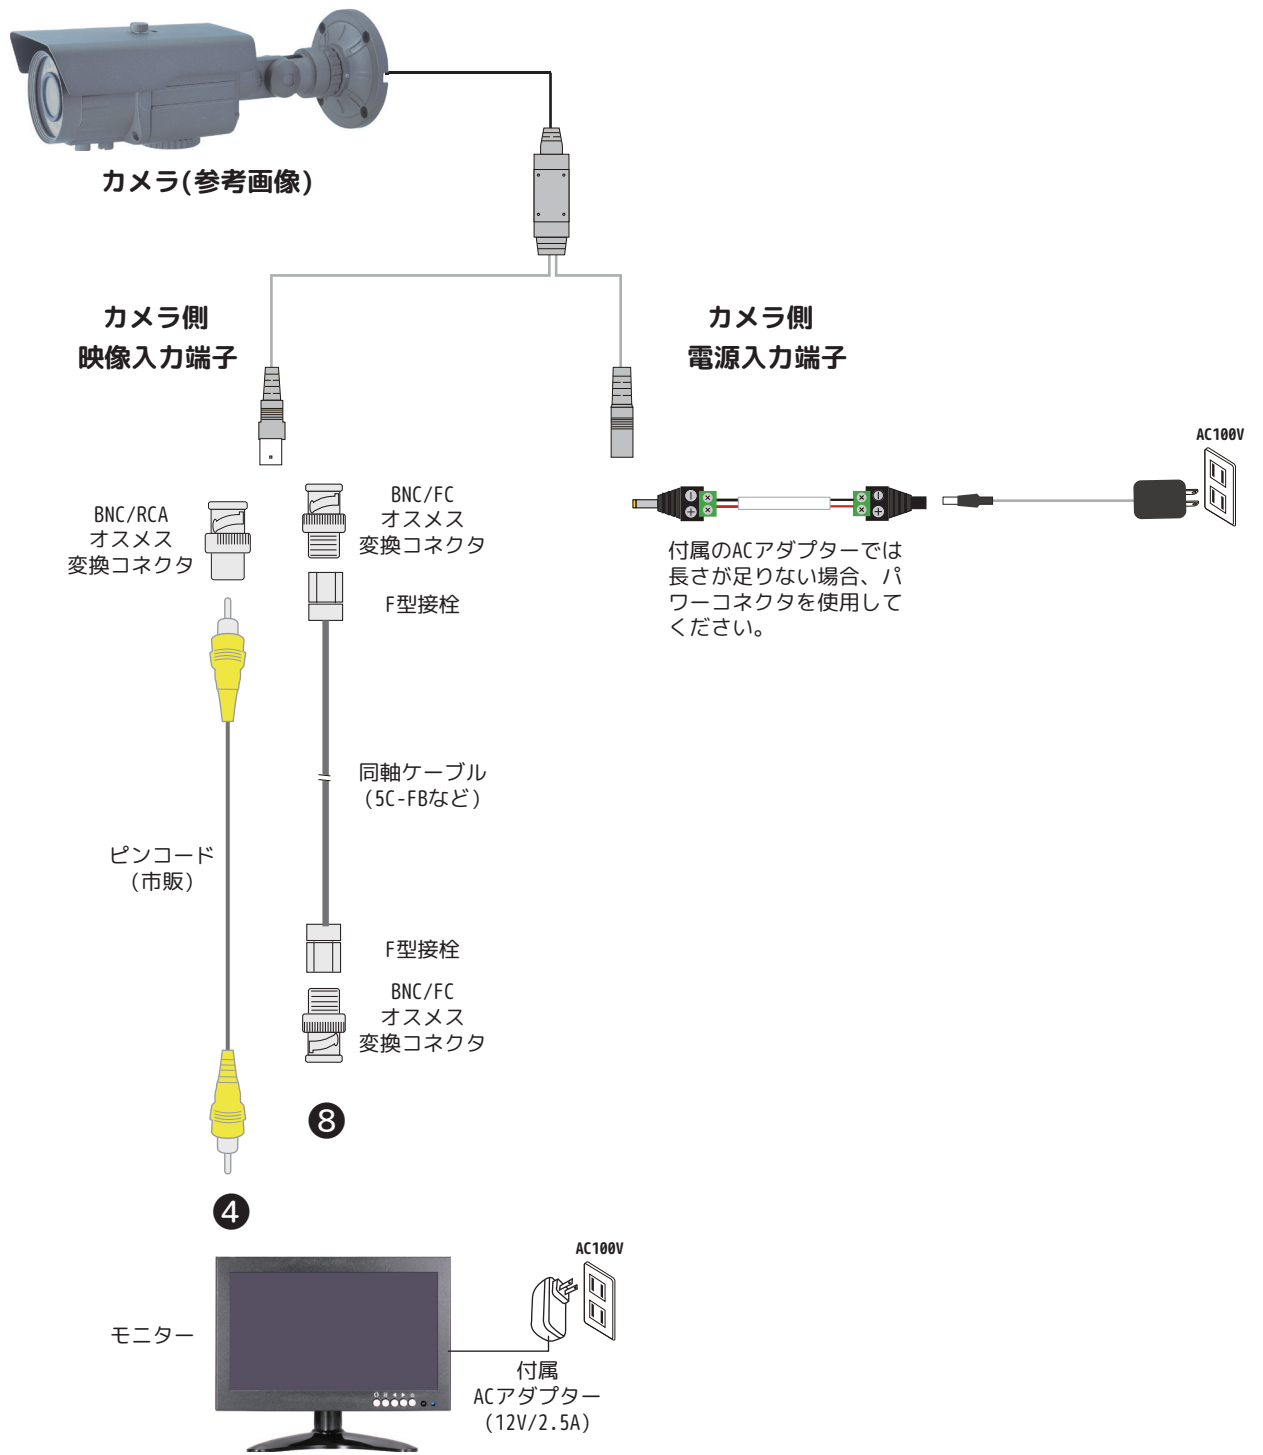 カメラ(参考画像)
カメラ側
映像入力端子
カメラ側
電源入力端子
AC100V
BNC/RCA
オスメス
変換コネクタ
BNC/FC
オスメス
変換コネクタ
F型接栓
付属のACアダプターでは
長さが足りない場合、パ
ワーコネクタを使用して
ください。
同軸ケーブル
(5C-FBなど)
ピンコード
(市販)
F型接栓
BNC/FC
オスメス
変換コネクタ
8
4
AC100V
モニター
付属
ACアダプター
(12V/2.5A)